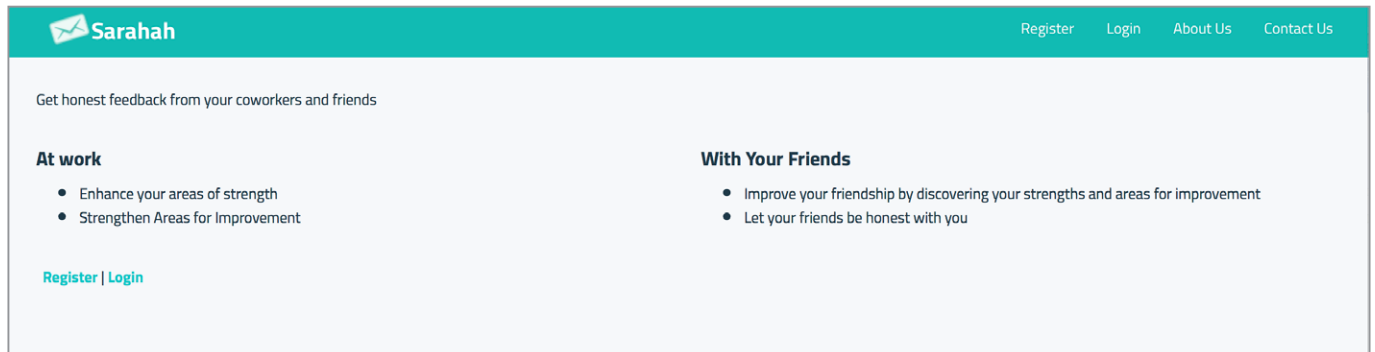 Sarahah
Register Login About Us Contact Us
Get honest feedback from your coworkers and friends
At work
Enhance your areas of strength
Strengthen Areas for Improvement
With Your Friends
Improve your friendship by discovering your strengths and areas for improvement
Let your friends be honest with you
Register | Login